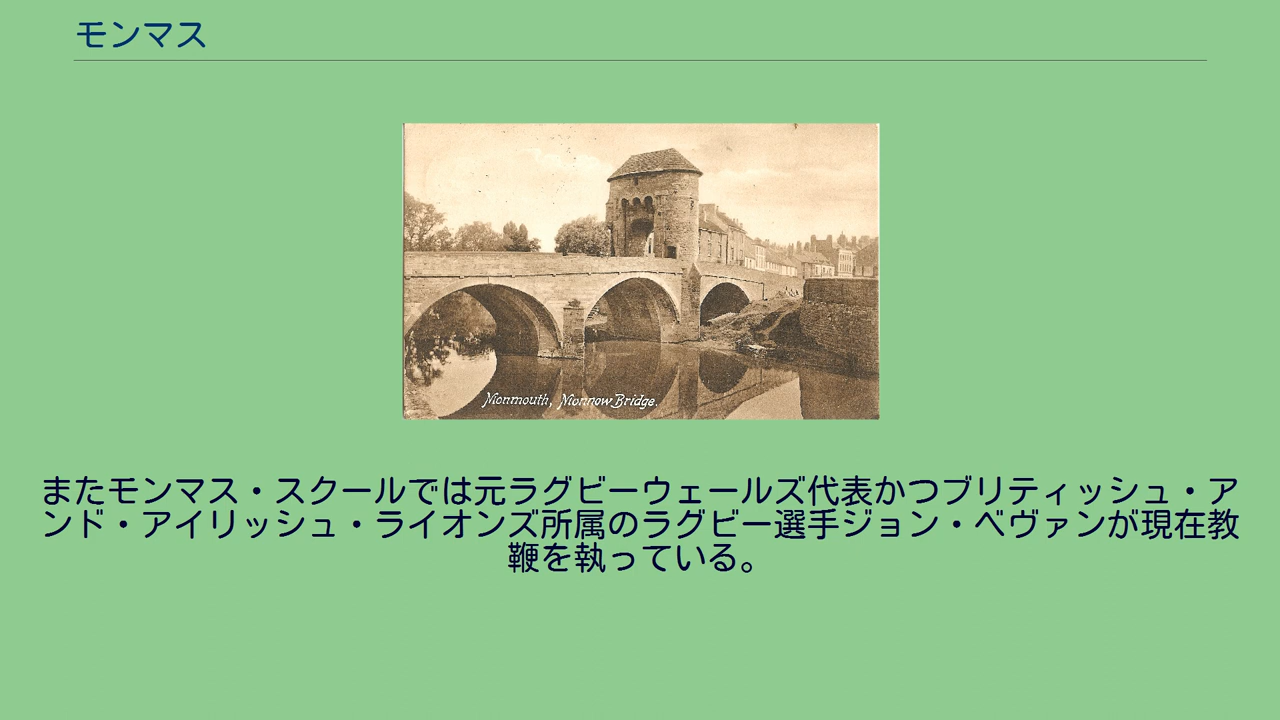 モンマス
Monmouth, Monnow Bridge.
またモンマス・スクールでは元ラグビーウェールズ代表かつブリティッシュ・ア
ンド・アイリッシュ・ライオンズ所属のラグビー選手ジョン・ベヴァンが現在教
鞭を執っている。